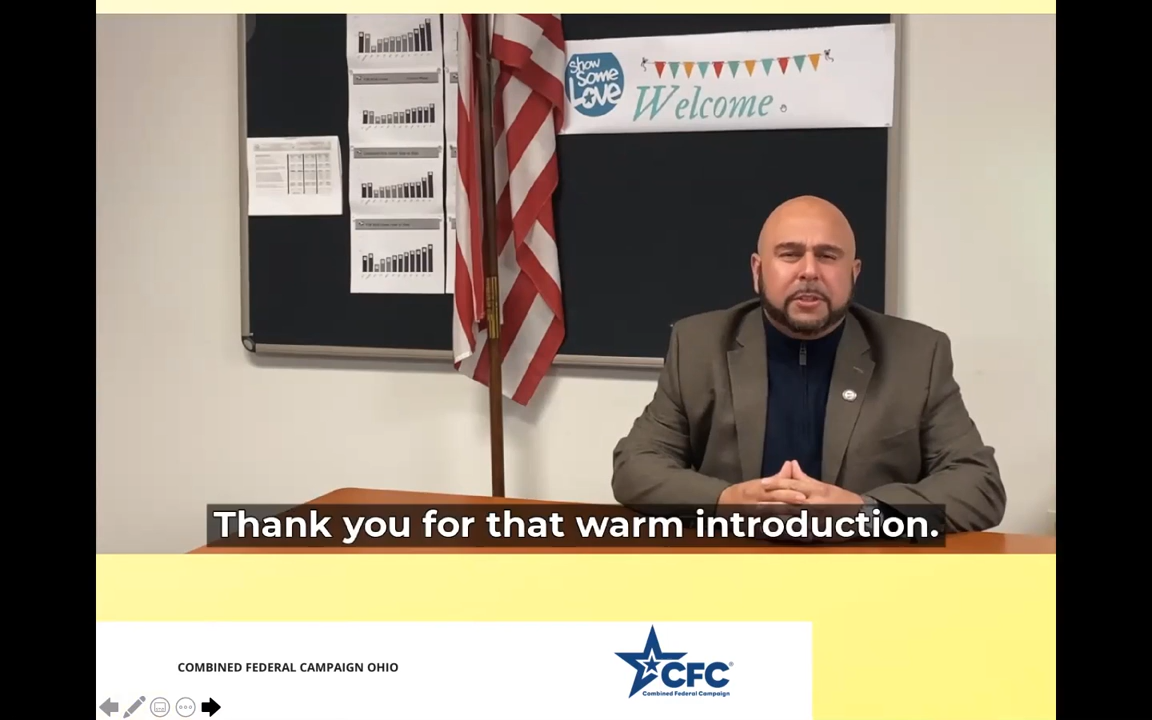 Show
Some
Love
Welcome
Thank you for that warm introduction.
COMBINED FEDERAL CAMPAIGN OHIO
CFC®
Combined Federal Campaign